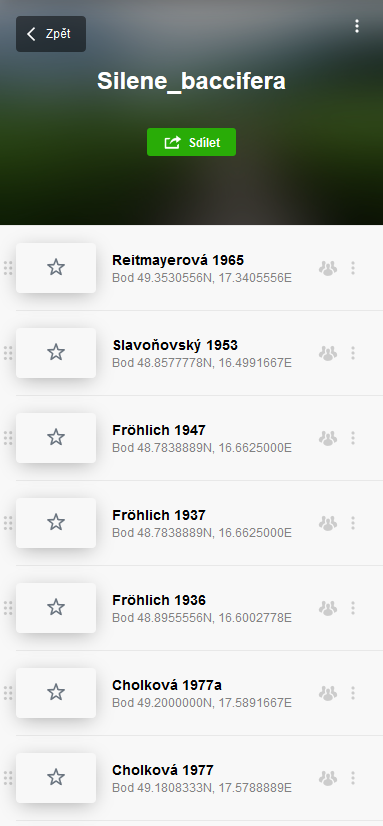 Zpět
Silene_baccifera
Sdílet
Reitmayerová 1965
Bod 49.3530556N, 17.3405556E
Slavoňovský 1953
Bod 48.8577778N, 16.4991667E
Fröhlich 1947
Bod 48.7838889N, 16.6625000E
Fröhlich 1937
Bod 48.7838889N, 16.6625000E
Fröhlich 1936
Bod 48.8955556N, 16.6002778E
Cholková 1977a
Bod 49.2000000N, 17.5891667E
Cholková 1977
Bod 49.1808333N, 17.5788889E